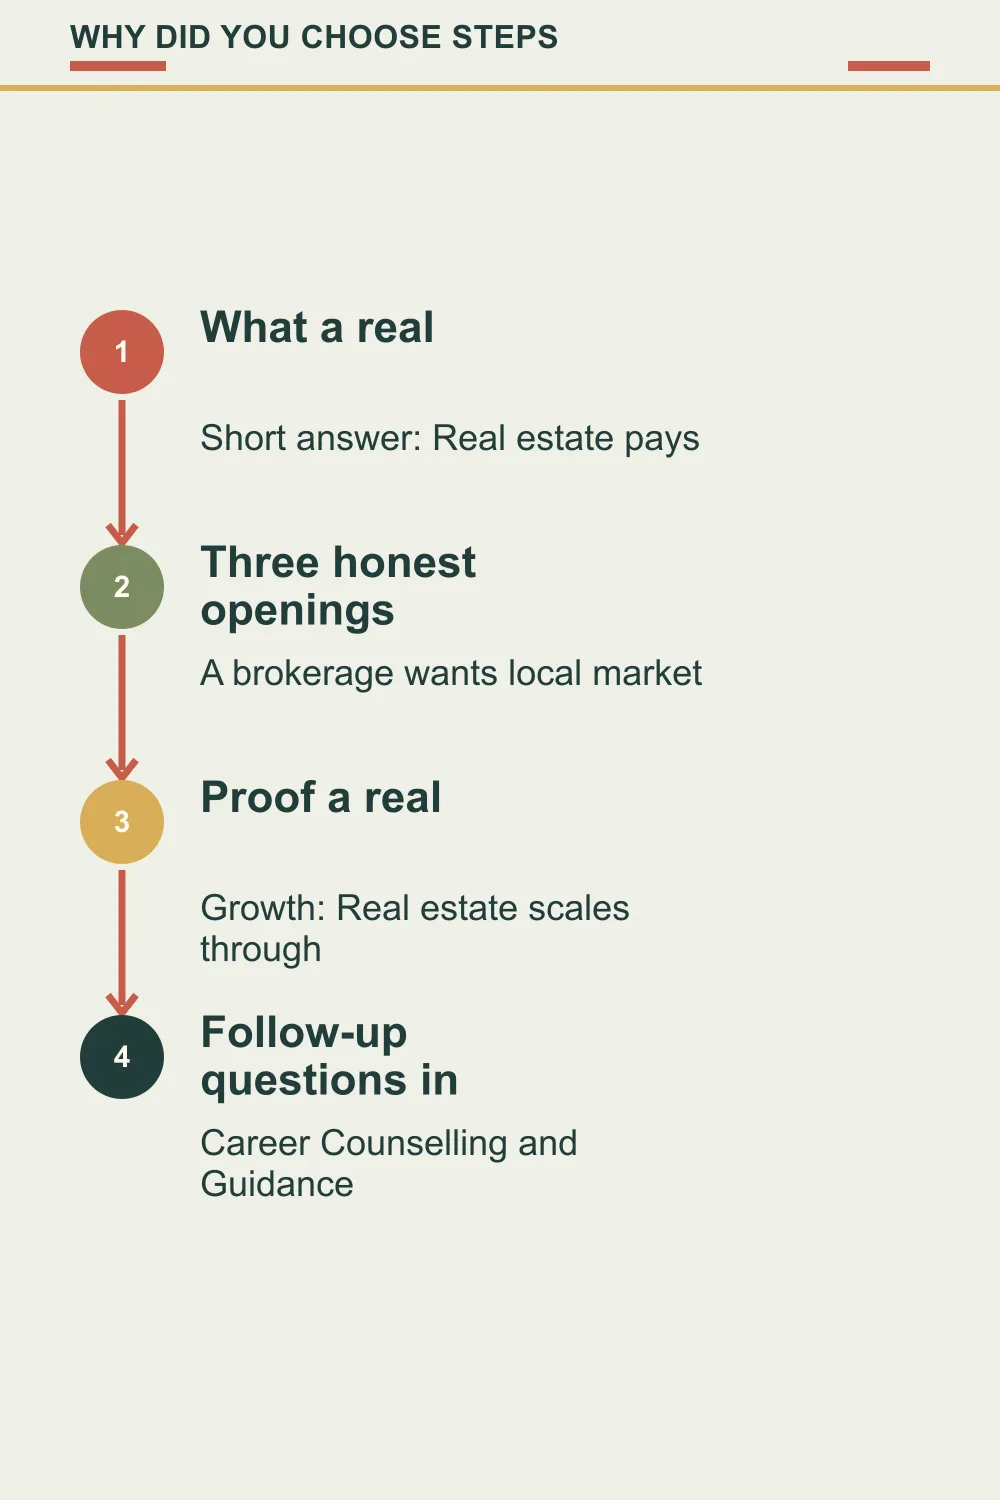 WHY DID YOU CHOOSE STEPS
1
What a real
Short answer: Real estate pays
2
Three honest
openings
A brokerage wants local market
3
Proof a real
Growth: Real estate scales
through
4
Follow-up
questions in
Career Counselling and
Guidance